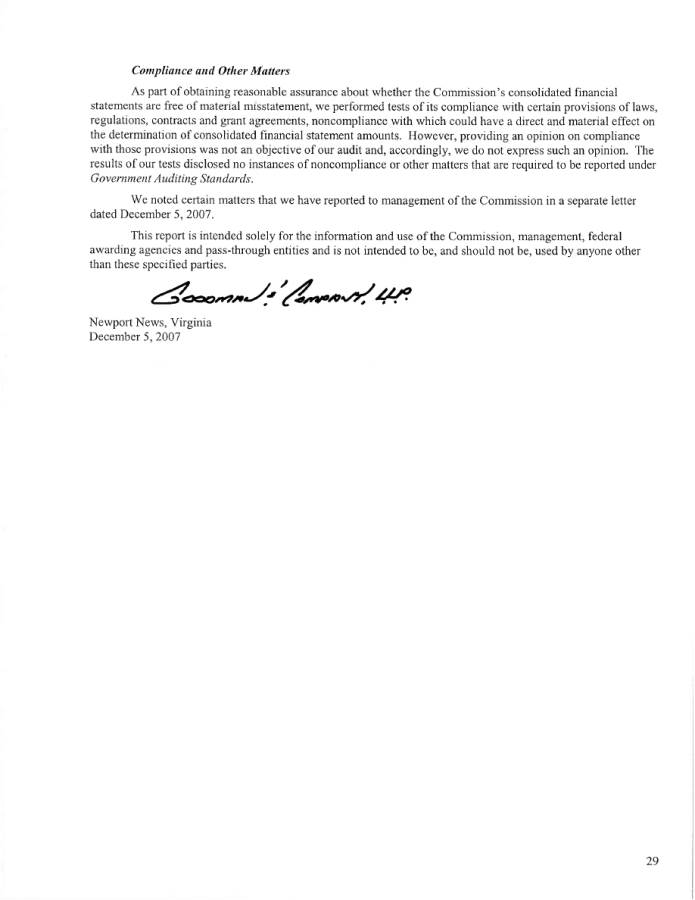 Compliance and Other Matters
As part of obtaining reasonable assurance about whether the Commission's consolidated financial
statements are free of material misstatement, we performed tests of its compliance with certain provisions of laws,
regulations, contracts and grant agreements, noncompliance with which could have a direct and material effect on
the determination of consolidated financial statement amounts.  However, providing an opinion on compliance
with those provisions was not an objective of our audit and, accordingly, we do not express such an opinion.  The
results of our tests disclosed no instances of noncompliance or other matters that are required to be reported under
Government Auditing Standards.
We noted certain matters that we have reported to management of the Commission in a separate letter
dated December 5, 2007.
This report is intended solely for the information and use of the Commission, management, federal
awarding agencies and pass-through entities and is not intended to be, and should not be, used by anyone other
than these specified parties.
Goodman & Company, LLP
Newport News, Virginia
December 5, 2007
29